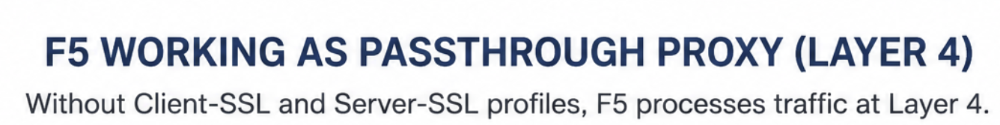 F5 WORKING AS PASSTHROUGH PROXY (LAYER 4)
Without Client-SSL and Server-SSL profiles, F5 processes traffic at Layer 4.